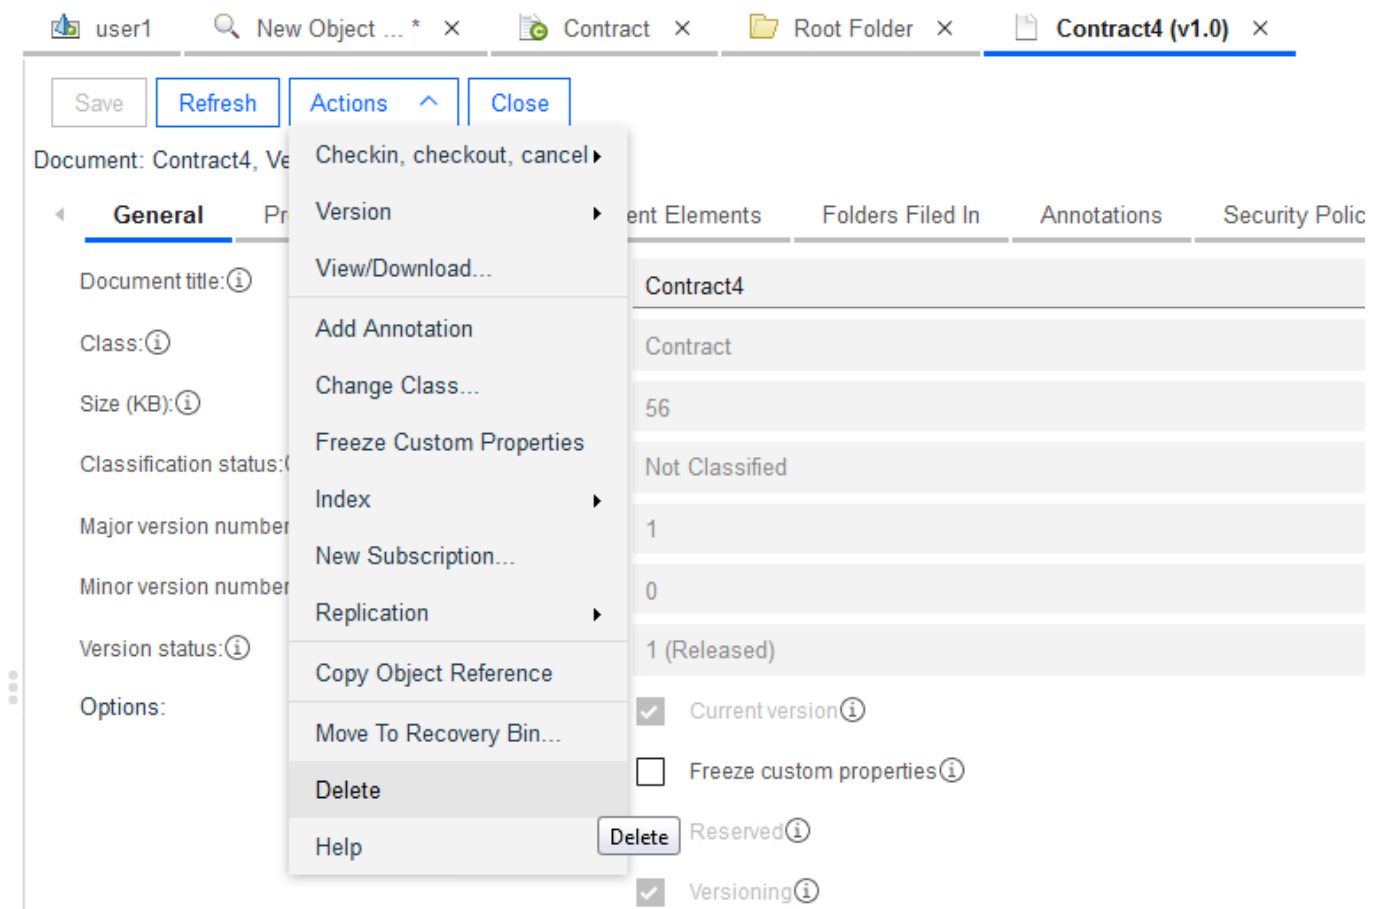 user1 New Object ... * × Contract × Root Folder × Contract4 (v1.0) ×
Save Refresh Actions Close
Document: Contract4, Ve
General Pr ent Elements Folders Filed In Annotations Security Polic
Checkin, checkout, cancel
Version
View/Download...
Add Annotation
Change Class...
Freeze Custom Properties
Index
New Subscription...
Replication
Copy Object Reference
Move To Recovery Bin...
Delete
Help
Delete
Document title: Contract4
Class: Contract
Size (KB): 56
Classification status: Not Classified
Major version number 1
Minor version number 0
Version status: 1 (Released)
Options: Current version
Freeze custom properties
Reserved
Versioning